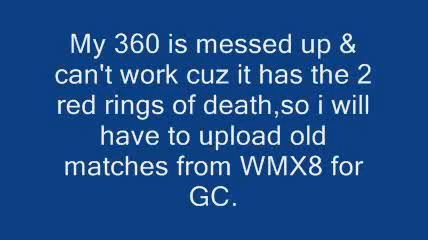 My 360 is messed up &
can't work cuz it has the 2
red rings of death,so i will
have to upload old
matches from WMX8 for
GC.